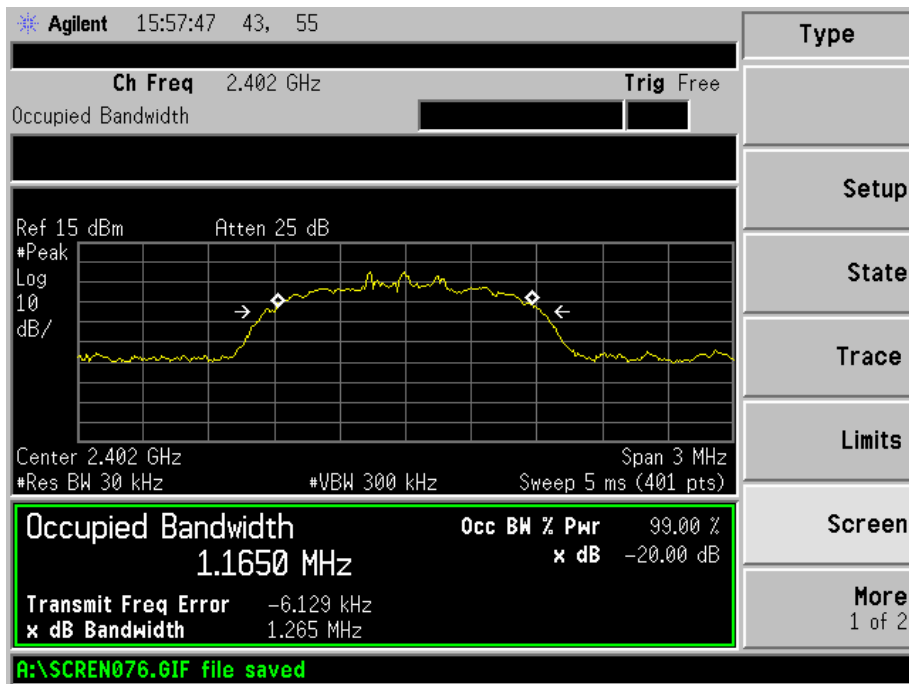 Agilent 15:57:47 43, 55
Type
Ch Freq 2.402 GHz Trig Free
Occupied Bandwidth
Setup
Ref 15 dBm Atten 25 dB
#Peak
Log
10
dB/
State
Trace
Limits
Center 2.402 GHz Span 3 MHz
#Res BW 30 kHz #VBW 300 kHz Sweep 5 ms (401 pts)
Occupied Bandwidth Occ BW % Pwr 99.00 %
1.1650 MHz x dB -20.00 dB
Screen
Transmit Freq Error -6.129 kHz
x dB Bandwidth 1.265 MHz
More
1 of 2
A:\SCREN076.GIF file saved